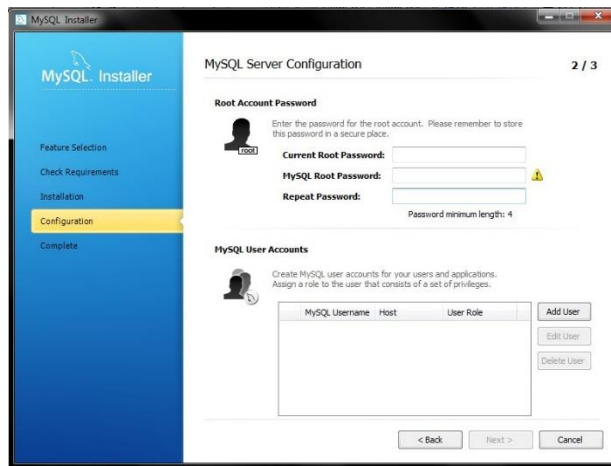 MySQL Installer
MySQL Installer
MySQL Server Configuration
2 / 3
Feature Selection
Check Requirements
Installation
Configuration
Complete
Root Account Password
Enter the password for the root account. Please remember to store
this password in a secure place.
root
Current Root Password:
MySQL Root Password:
Repeat Password:
Password minimum length: 4
MySQL User Accounts
Create MySQL user accounts for your users and applications.
Assign a role to the user that consists of a set of privileges.
MySQL Username Host User Role
Add User
Edit User
Delete User
< Back Next > Cancel